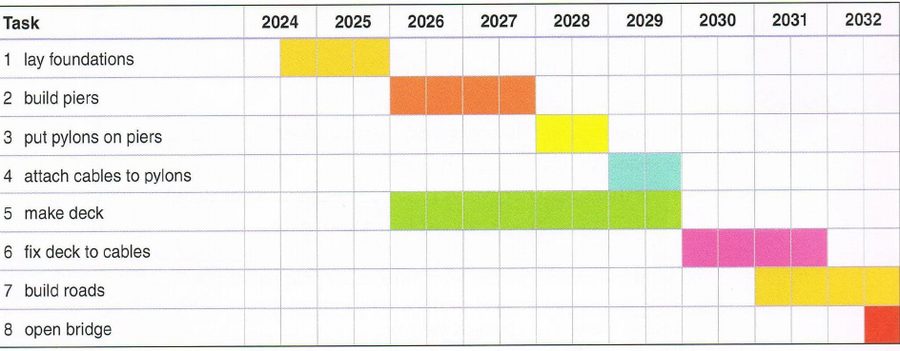 Task 2024 2025 2026 2027 2028 2029 2030 2031 2032
1 lay foundations
2 build piers
3 put pylons on piers
4 attach cables to pylons
5 make deck
6 fix deck to cables
7 build roads
8 open bridge